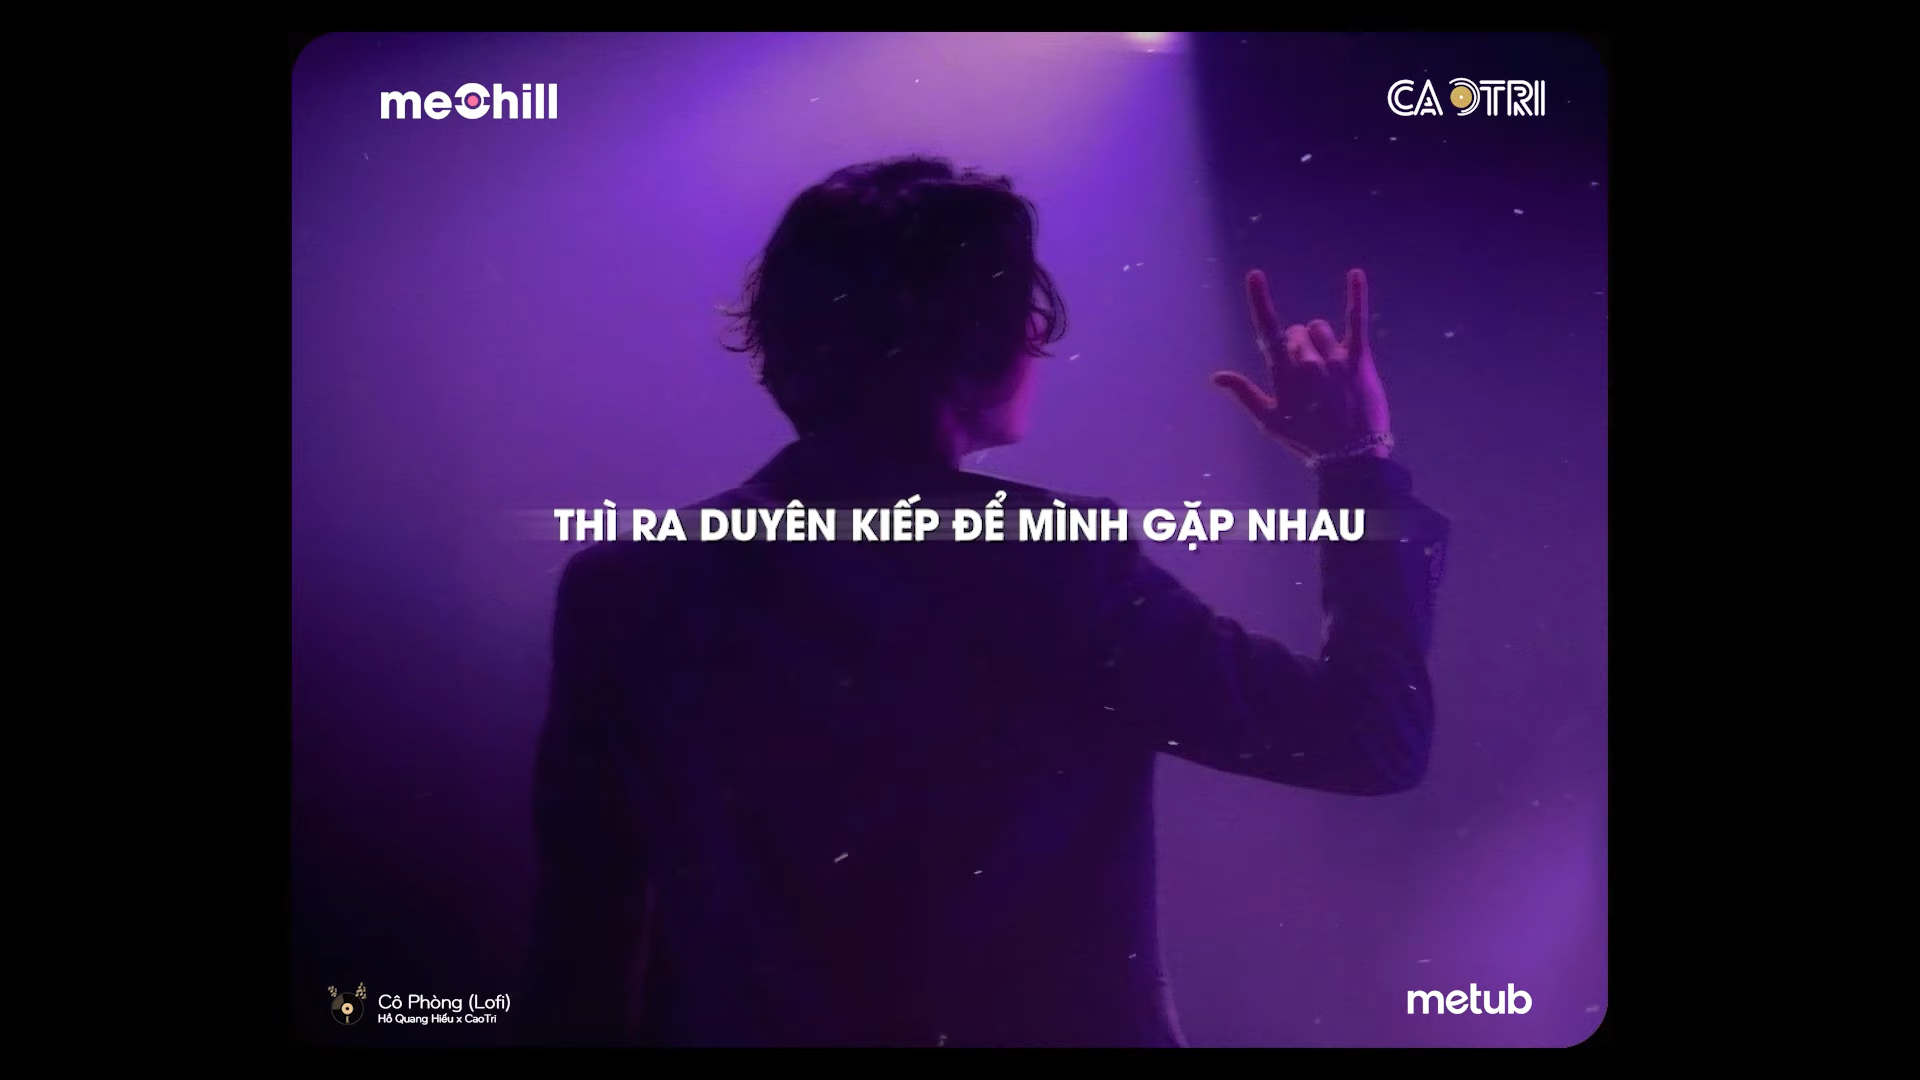 meChill
CAOTRI
THÌ RA DUYÊN KIẾP ĐỂ MÌNH GẶP NHAU
Cô Phòng (Lofi)
Hồ Quang Hiếu x CaoTri
metub